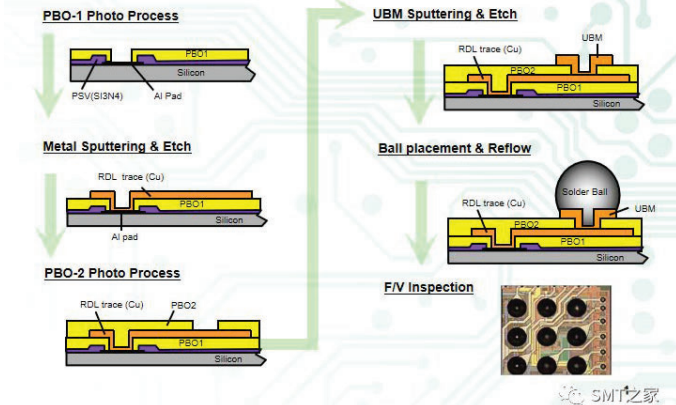 PBO-1 Photo Process
PBO1
Silicon
PSV(SI3N4)
Al Pad
Metal Sputtering & Etch
RDL trace (Cu)
PBO1
Silicon
Al pad
PBO-2 Photo Process
RDL trace (Cu)
PBO2
PBO1
Silicon
UBM Sputtering & Etch
UBM
RDL trace (Cu)
PBO2
PBO1
Silicon
Ball placement & Reflow
Solder Ball
RDL trace (Cu)
UBM
PBO2
PBO1
Silicon
F/V Inspection
SMT之家